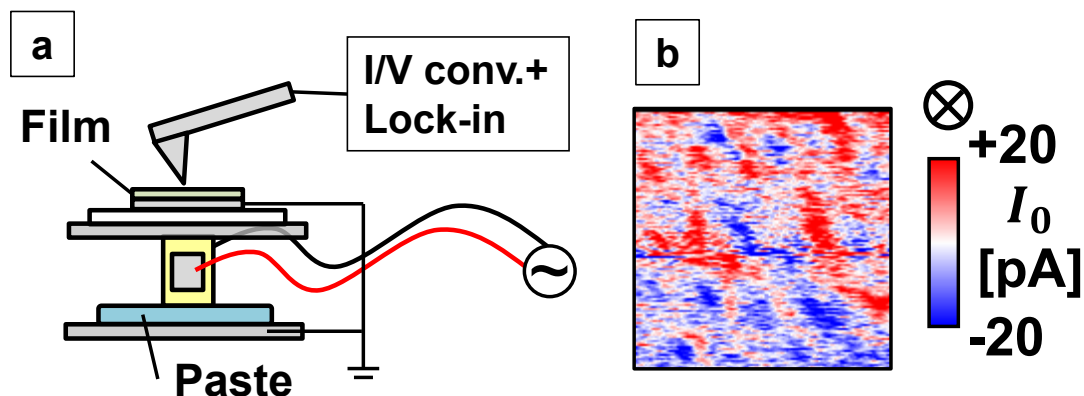 a
I/V conv.+
Lock-in
Film
Paste
~
b
+20
I₀
[pA]
-20